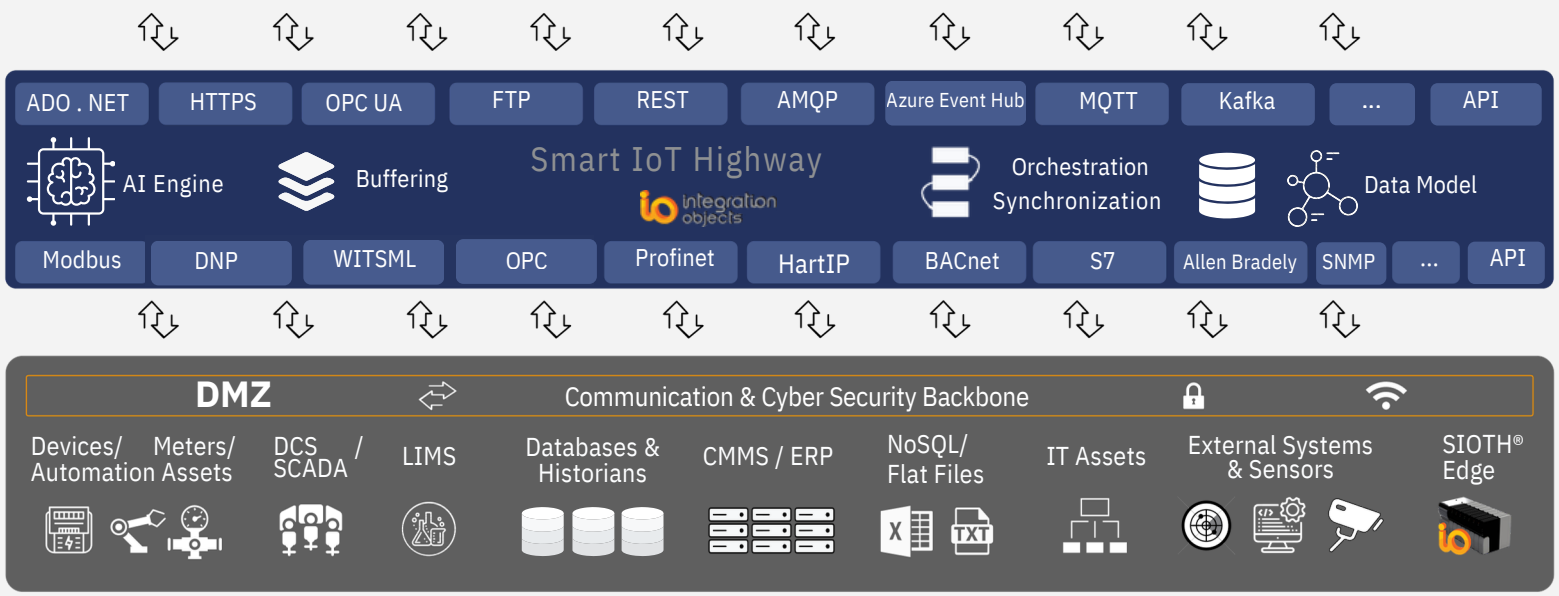 ADO . NET
HTTPS
OPC UA
FTP
REST
AMQP
Azure Event Hub
MQTT
Kafka
...
API
AI Engine
Buffering
Smart IoT Highway
io integration
objects
Orchestration
Synchronization
Data Model
Modbus
DNP
WITSML
OPC
Profinet
HartIP
BACnet
S7
Allen Bradely
SNMP
...
API
DMZ
Communication & Cyber Security Backbone
Devices/ Meters/
Automation Assets
DCS /
SCADA
LIMS
Databases &
Historians
CMMS / ERP
NoSQL/
Flat Files
IT Assets
External Systems
& Sensors
SIOTH®
Edge
X
TXT
</>
io